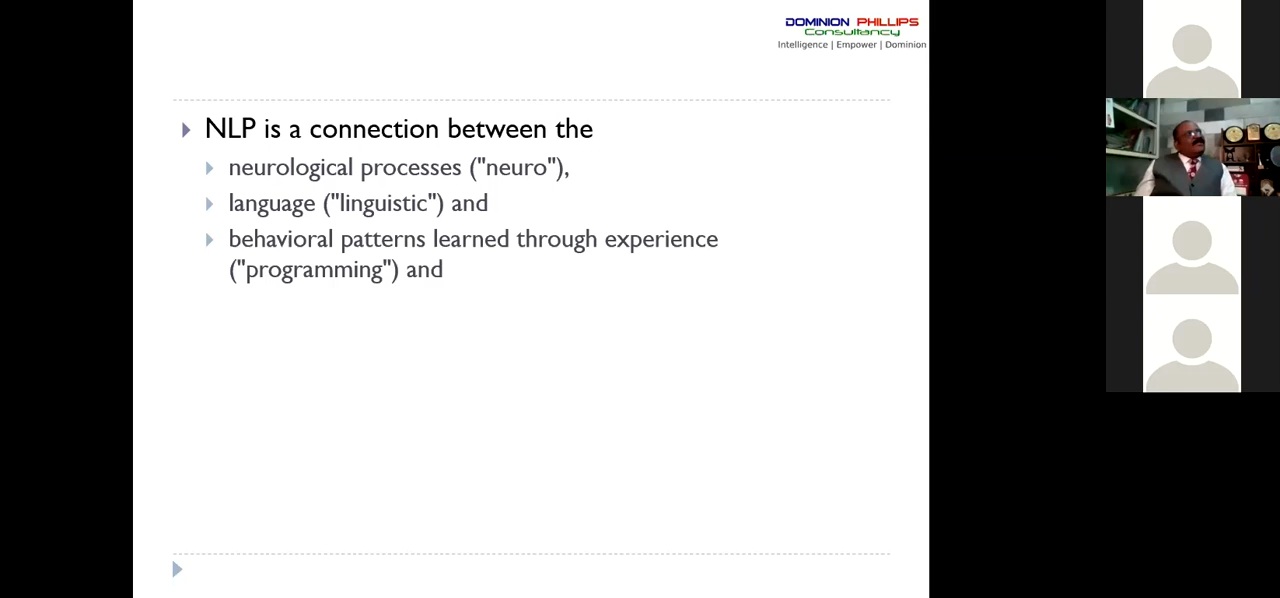 DOMINION PHILLIPS
Consultancy
Intelligence | Empower | Dominion
NLP is a connection between the
neurological processes ("neuro"),
language ("linguistic") and
behavioral patterns learned through experience
("programming") and